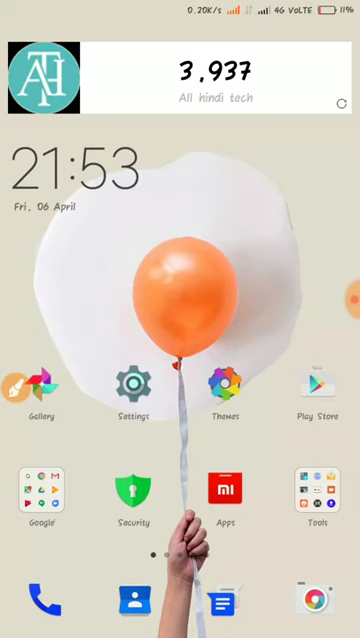 0.20K/s 4G VoLTE 11%
ATH
3,937
All hindi tech
21:53
Fri, 06 April
Gallery Settings Themes Play Store
Google Security Apps Tools